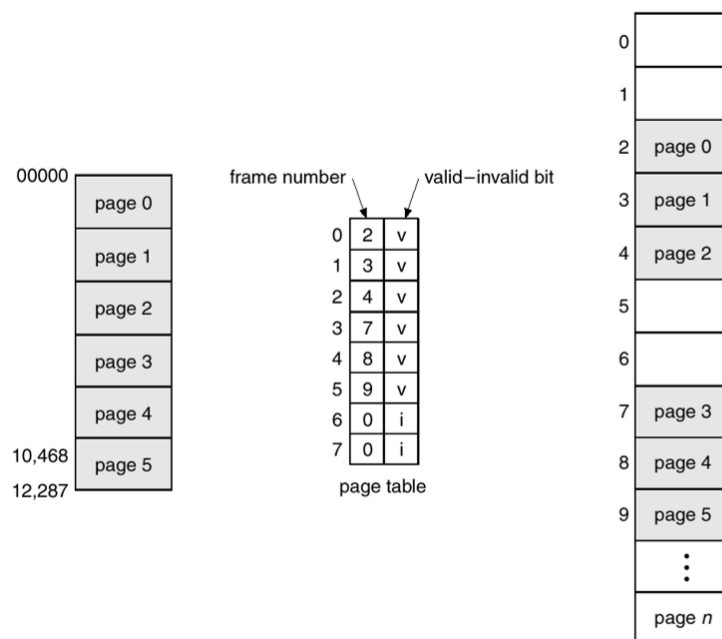 00000
page 0
page 1
page 2
page 3
page 4
10,468
page 5
12,287
frame number
valid–invalid bit
0 2 v
1 3 v
2 4 v
3 7 v
4 8 v
5 9 v
6 0 i
7 0 i
page table
0
1
2 page 0
3 page 1
4 page 2
5
6
7 page 3
8 page 4
9 page 5
⋮
page n